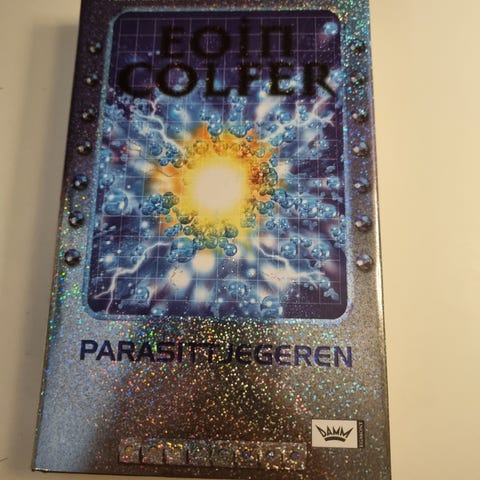 EOIN
COLFER
PARASITTJEGEREN
DAMM